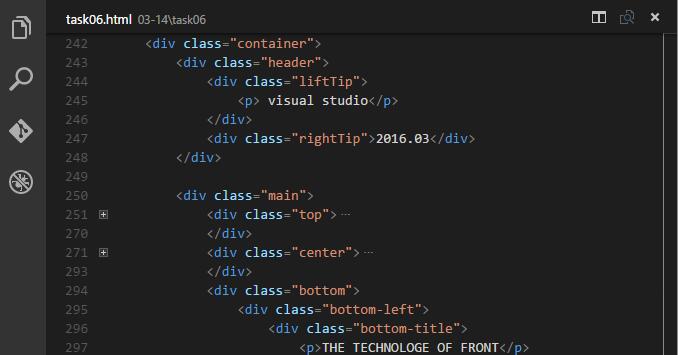 task06.html 03-14\task06
242 <div class="container">
243 <div class="header">
244 <div class="liftTip">
245 <p> visual studio</p>
246 </div>
247 <div class="rightTip">2016.03</div>
248 </div>
249
250 <div class="main">
251 <div class="top"> ...
270 </div>
271 <div class="center"> ...
293 </div>
294 <div class="bottom">
295 <div class="bottom-left">
296 <div class="bottom-title">
297 <p>THE TECHNOLOGE OF FRONT</p>